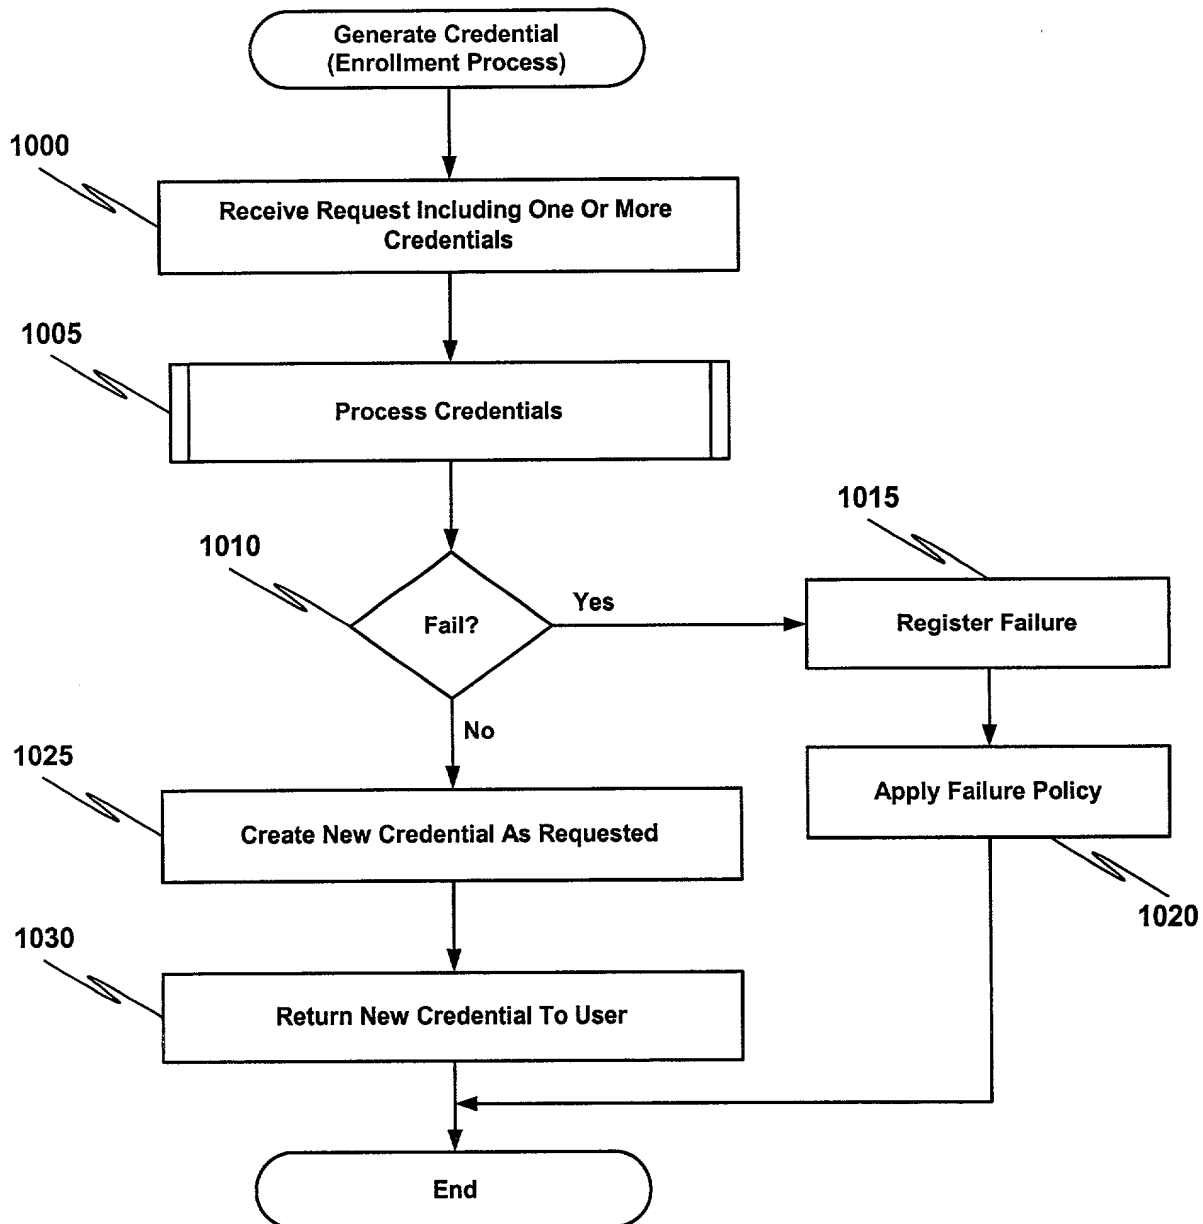 Generate Credential
(Enrollment Process)
1000
Receive Request Including One Or More
Credentials
1005
Process Credentials
1010
Fail?
Yes
1015
Register Failure
No
1025
Create New Credential As Requested
Apply Failure Policy
1020
1030
Return New Credential To User
End